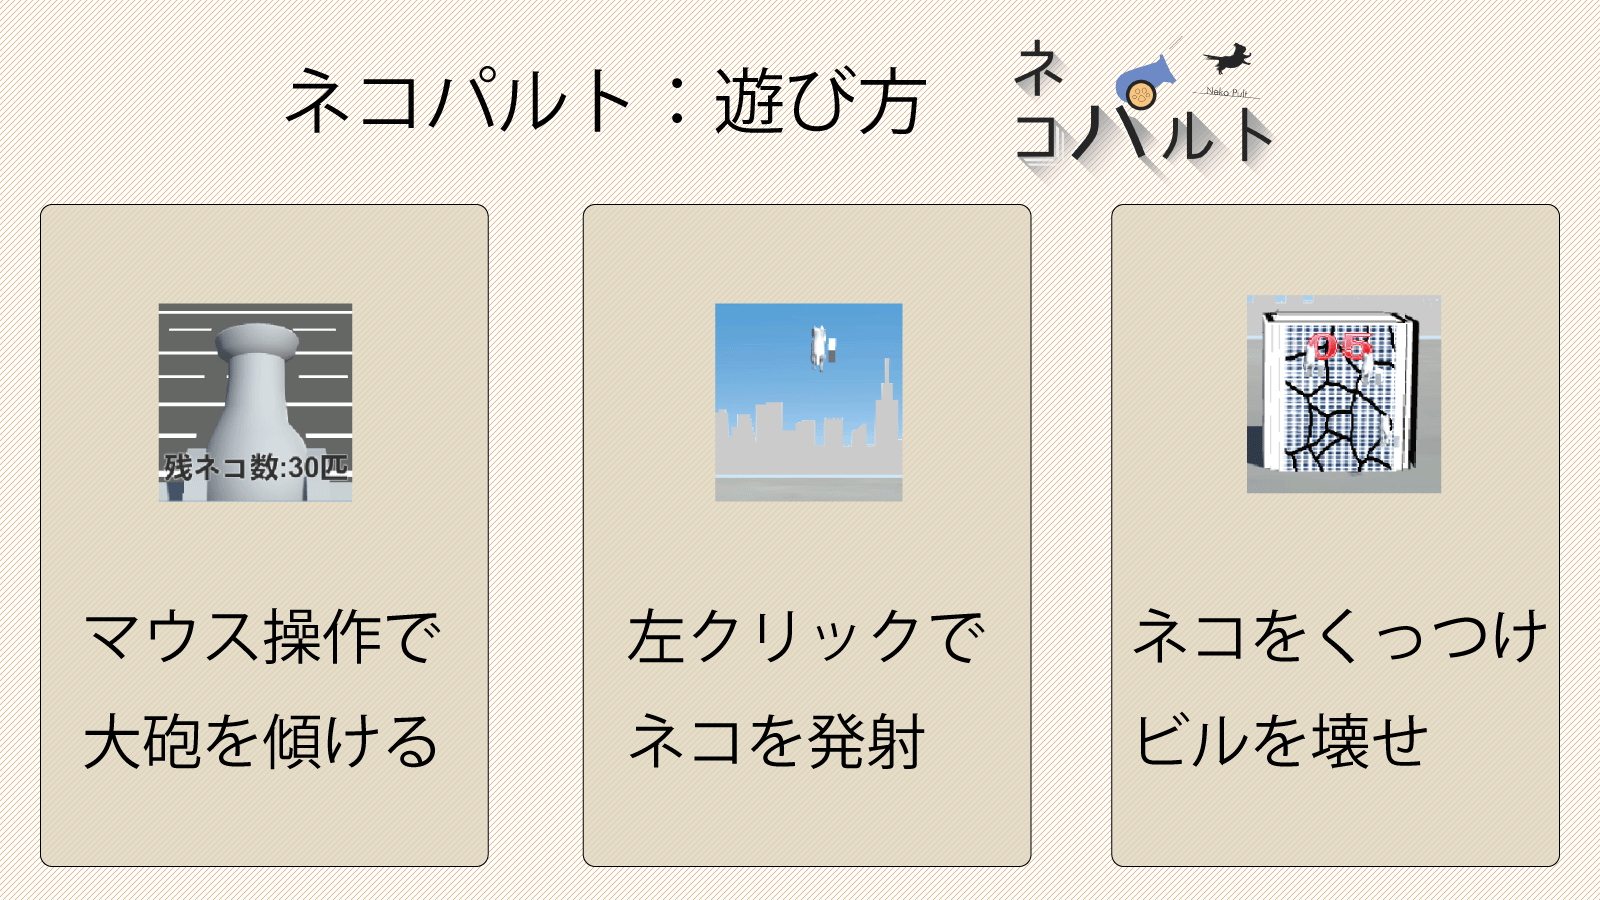 ネコパルト：遊び方
ネ
Neko Pult
コパルト
残ネコ数:30匹
05
マウス操作で
大砲を傾ける
左クリックで
ネコを発射
ネコをくっつけ
ビルを壊せ